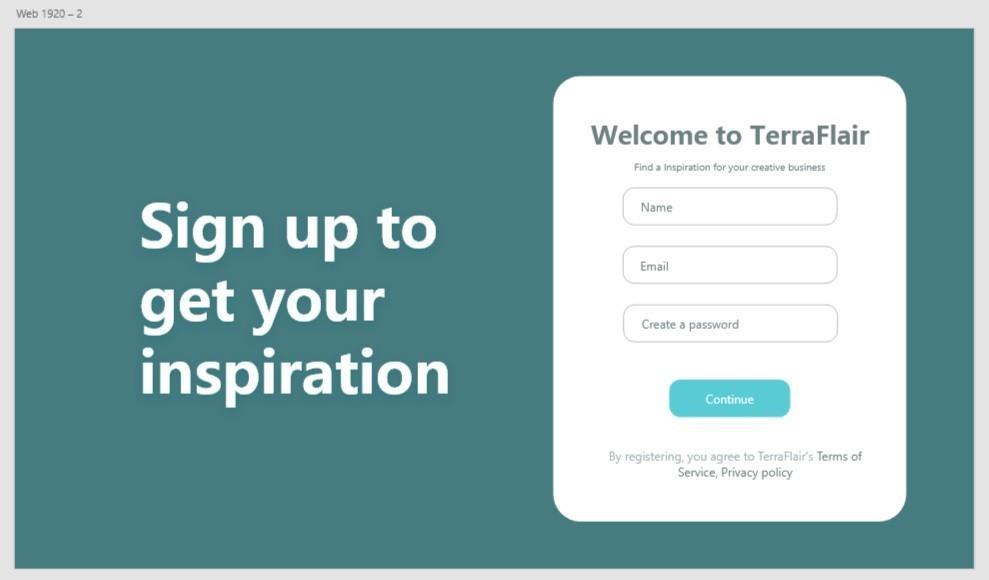 Web 1920 – 2
Sign up to
get your
inspiration
Welcome to TerraFlair
Find a Inspiration for your creative business
Name
Email
Create a password
Continue
By registering, you agree to TerraFlair's Terms of
Service, Privacy policy